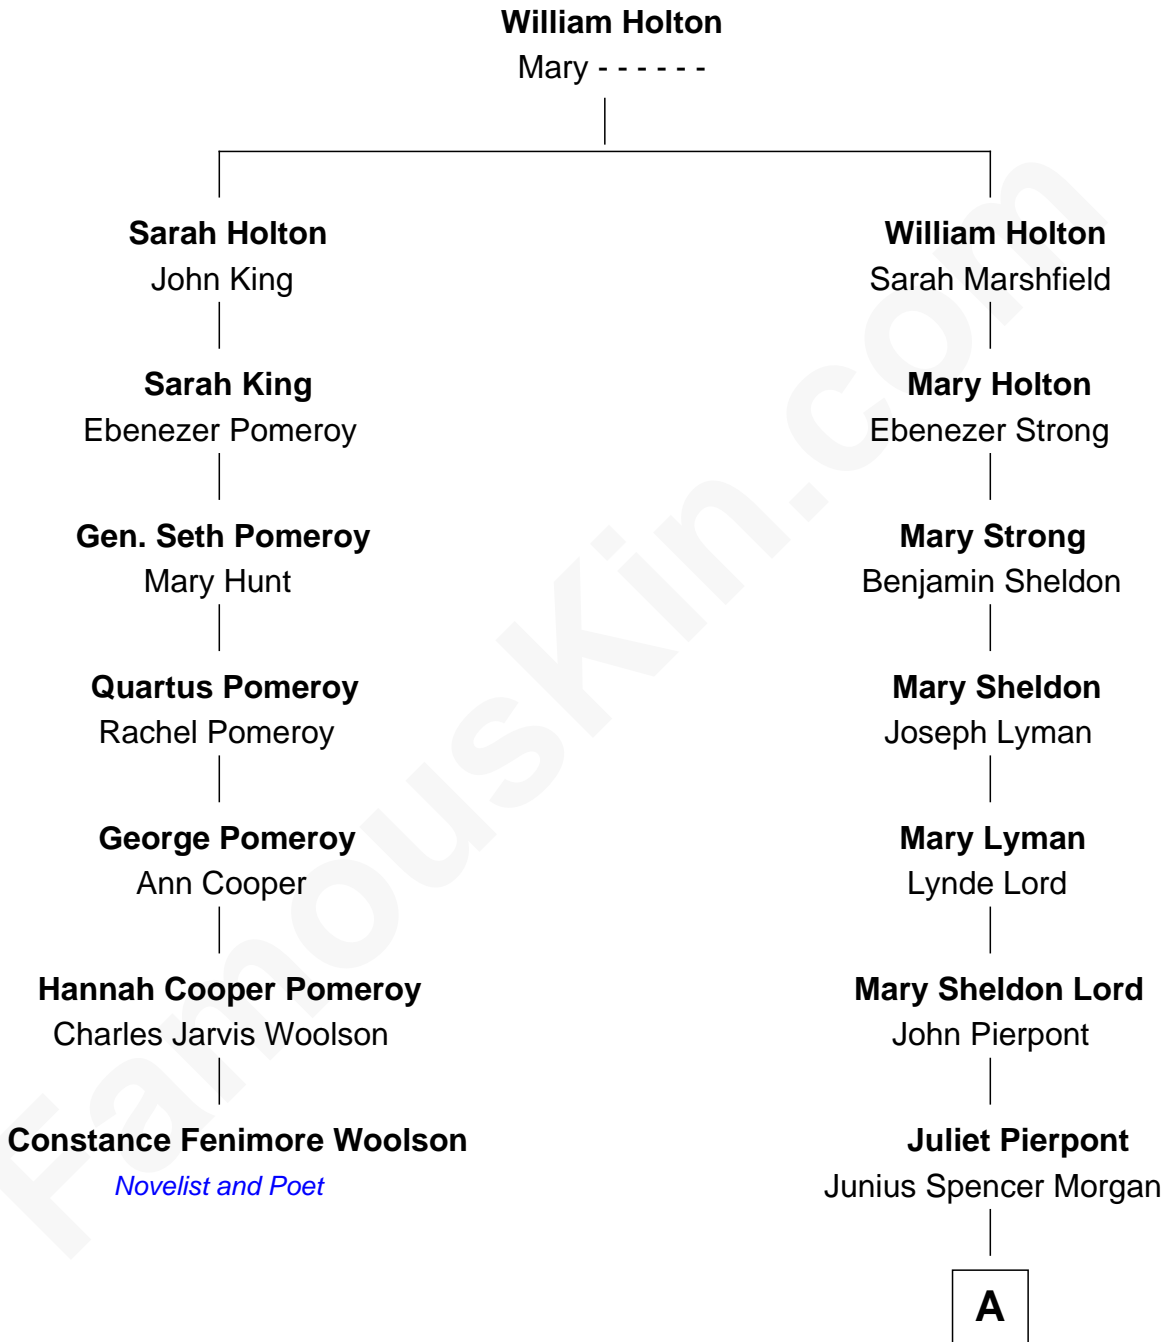 William Holton
Mary - - - - - -
Sarah Holton
John King
William Holton
Sarah Marshfield
Sarah King
Ebenezer Pomeroy
Mary Holton
Ebenezer Strong
Gen. Seth Pomeroy
Mary Hunt
Mary Strong
Benjamin Sheldon
Quartus Pomeroy
Rachel Pomeroy
Mary Sheldon
Joseph Lyman
George Pomeroy
Ann Cooper
Mary Lyman
Lynde Lord
Hannah Cooper Pomeroy
Charles Jarvis Woolson
Mary Sheldon Lord
John Pierpont
Constance Fenimore Woolson
Novelist and Poet
Juliet Pierpont
Junius Spencer Morgan
A
FamousKin.com